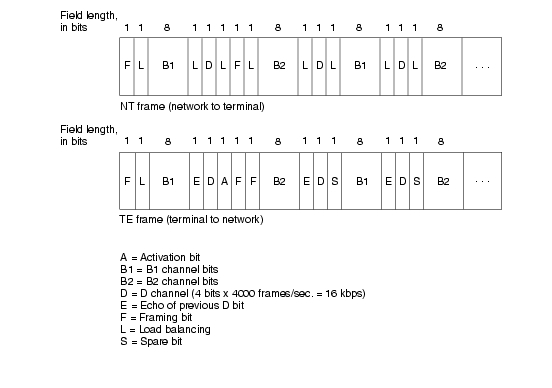 Field length,
in bits
1 1 8 1 1 1 1 1 8 1 1 1 8 1 1 1 8
F L B1 L D L F L B2 L D L B1 L D L B2 . . .
NT frame (network to terminal)
Field length,
in bits
1 1 8 1 1 1 1 1 8 1 1 1 8 1 1 1 8
F L B1 E D A F F B2 E D S B1 E D S B2 . . .
TE frame (terminal to network)
A = Activation bit
B1 = B1 channel bits
B2 = B2 channel bits
D = D channel (4 bits x 4000 frames/sec. = 16 kbps)
E = Echo of previous D bit
F = Framing bit
L = Load balancing
S = Spare bit